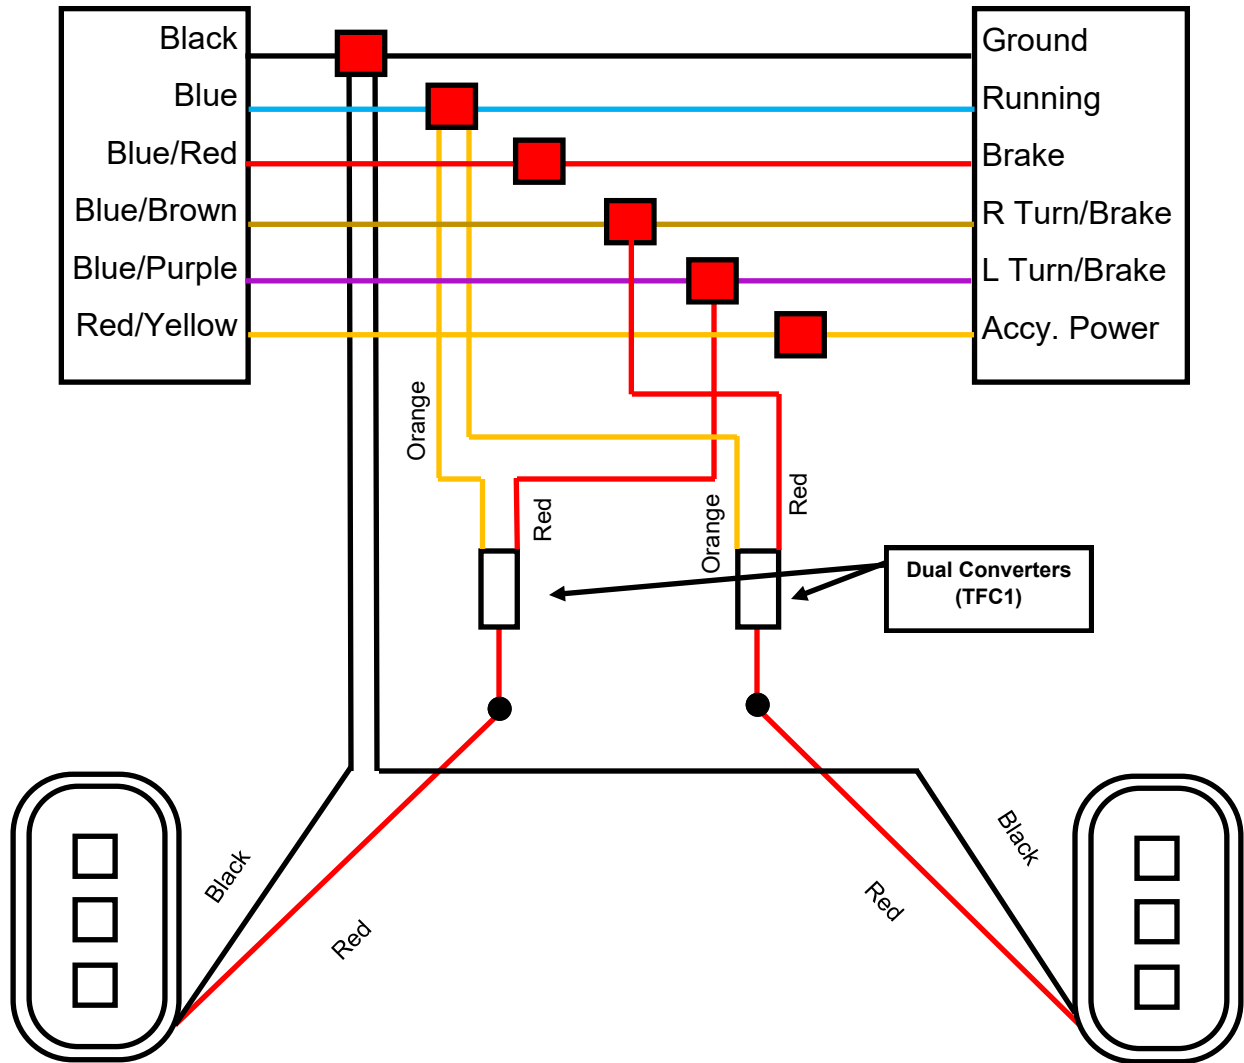 Black
Blue
Blue/Red
Blue/Brown
Blue/Purple
Red/Yellow
Ground
Running
Brake
R Turn/Brake
L Turn/Brake
Accy. Power
Orange
Red
Orange
Red
Dual Converters
(TFC1)
Black
Red
Black
Red